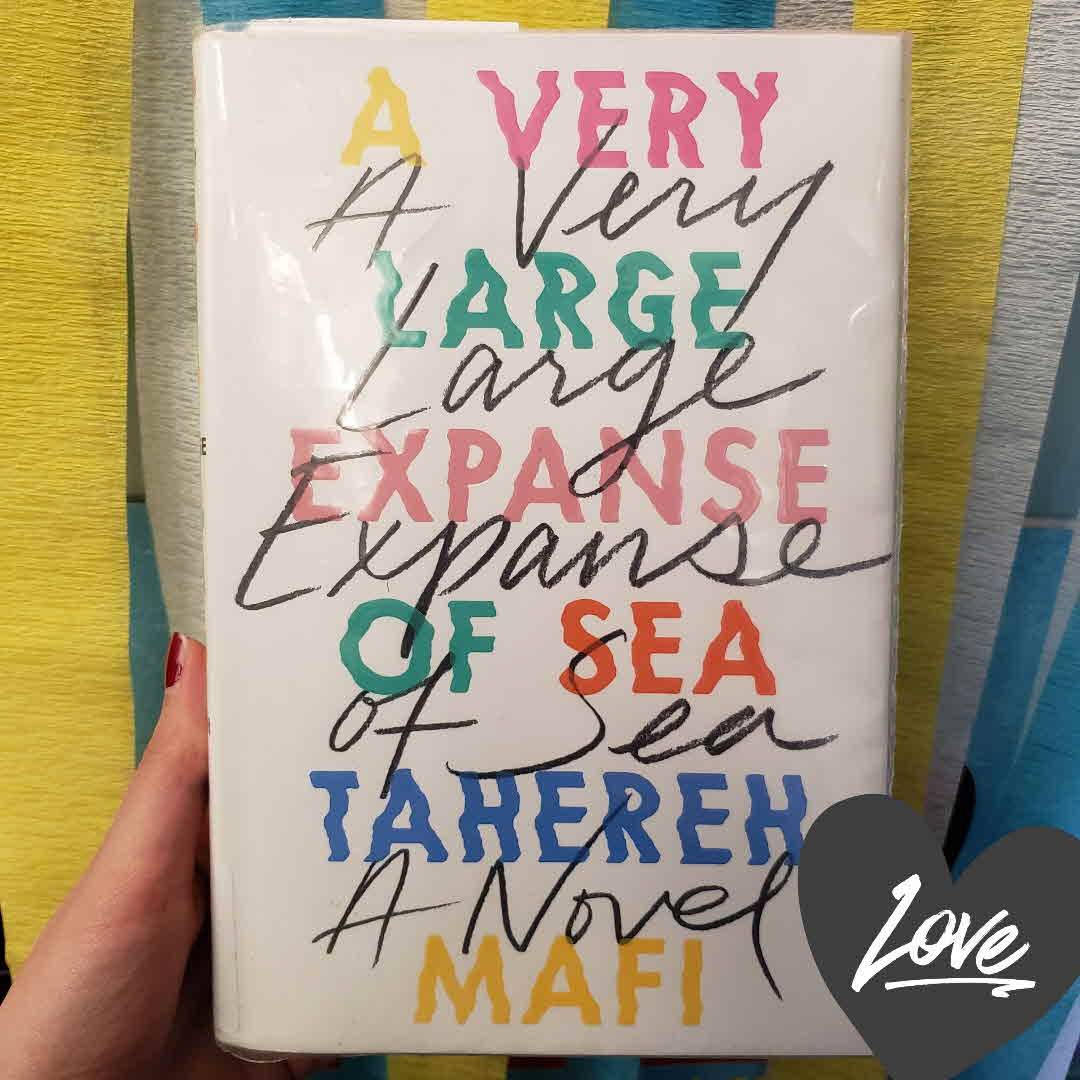 A VERY
A Very
LARGE
Large
EXPANSE
Expanse
OF SEA
of Sea
TAHEREH
A Novel
MAFI
Love
E